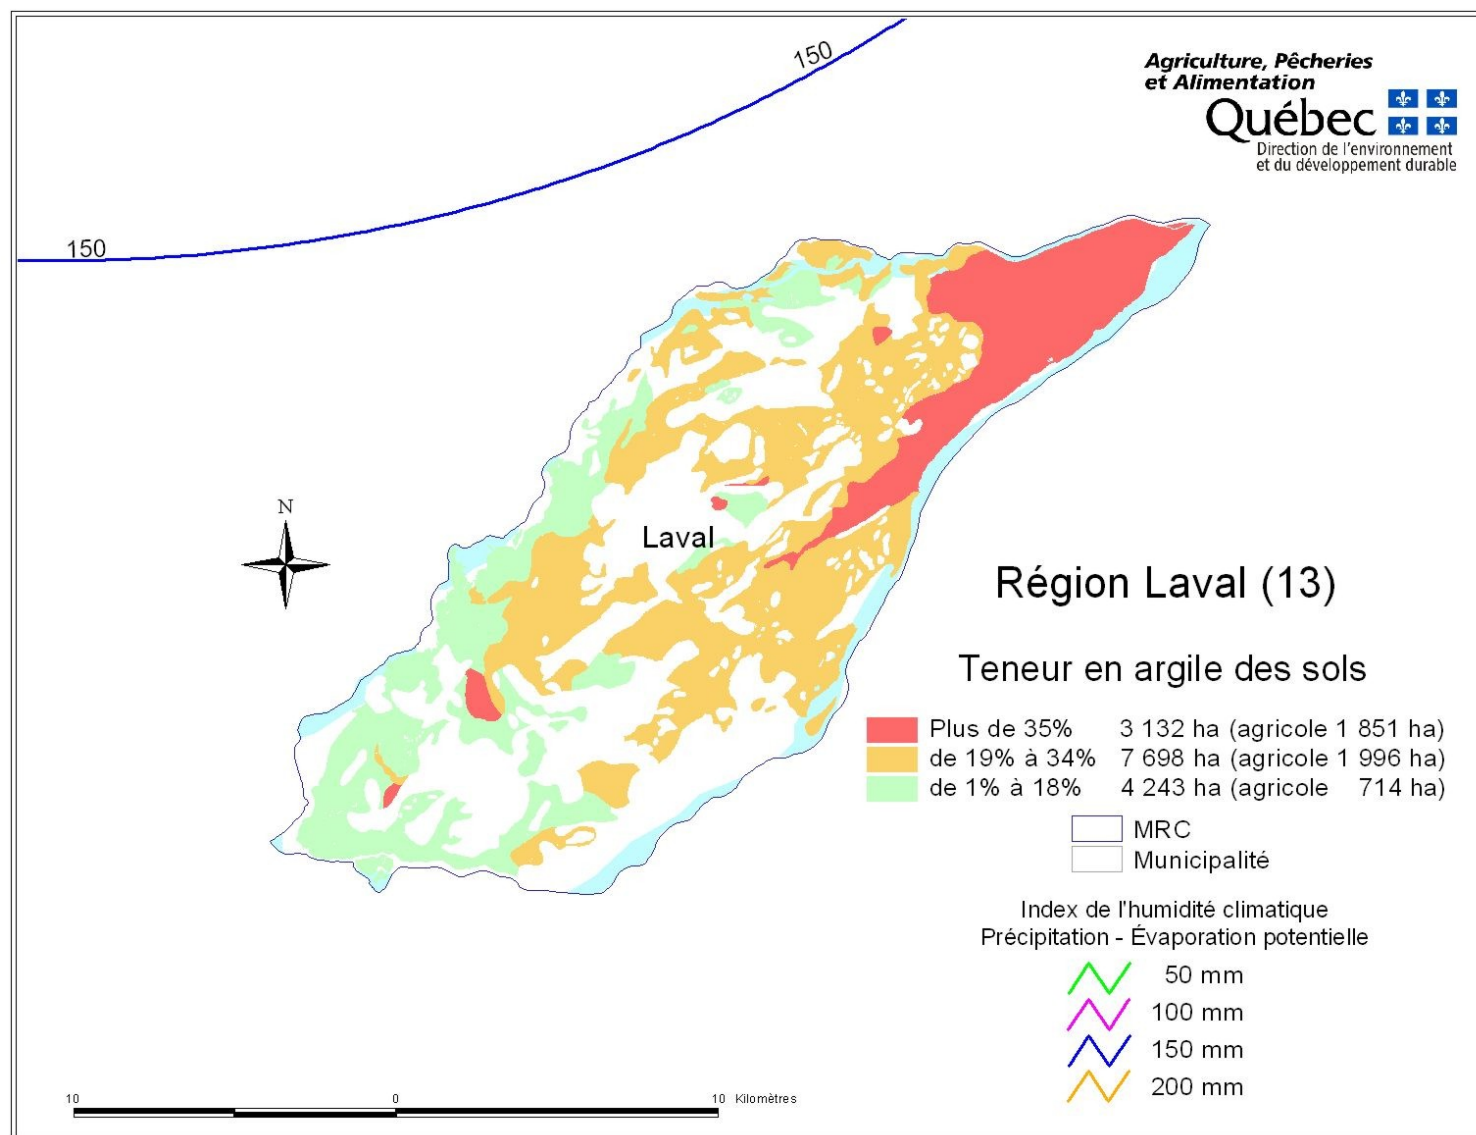 150
150
Agriculture, Pêcheries
et Alimentation
Québec
Direction de l'environnement
et du développement durable
N
Laval
Région Laval (13)
Teneur en argile des sols
Plus de 35% 3 132 ha (agricole 1 851 ha)
de 19% à 34% 7 698 ha (agricole 1 996 ha)
de 1% à 18% 4 243 ha (agricole 714 ha)
MRC
Municipalité
Index de l'humidité climatique
Précipitation - Évaporation potentielle
50 mm
100 mm
150 mm
200 mm
10 0 10 Kilomètres